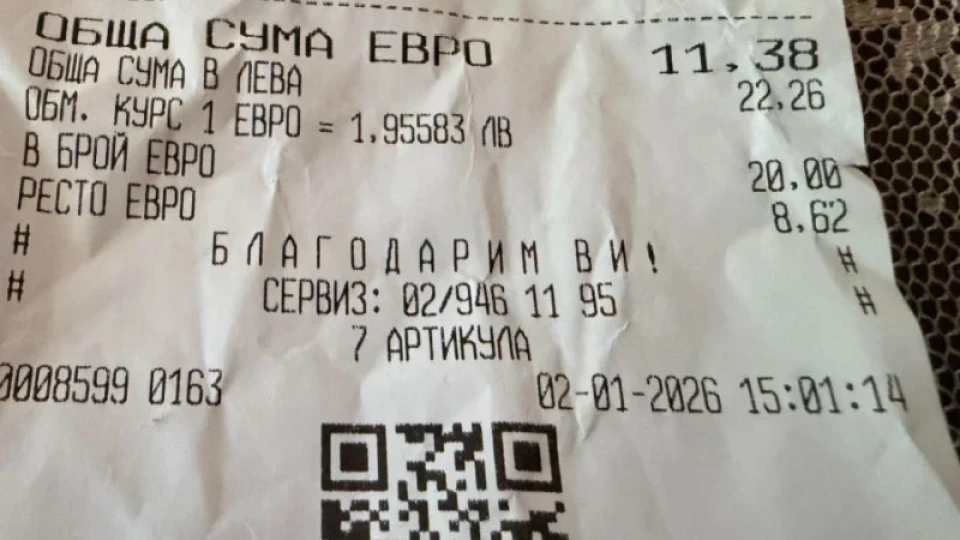 ОБЩА СУМА ЕВРО 11,38
ОБЩА СУМА В ЛЕВА 22,26
ОБМ. КУРС 1 ЕВРО = 1,95583 ЛВ
В БРОЙ ЕВРО 20,00
РЕСТО ЕВРО 8,62
# БЛАГОДАРИМ ВИ! #
# СЕРВИЗ: 02/946 11 95 #
7 АРТИКУЛА
0008599 0163 02-01-2026 15:01:14